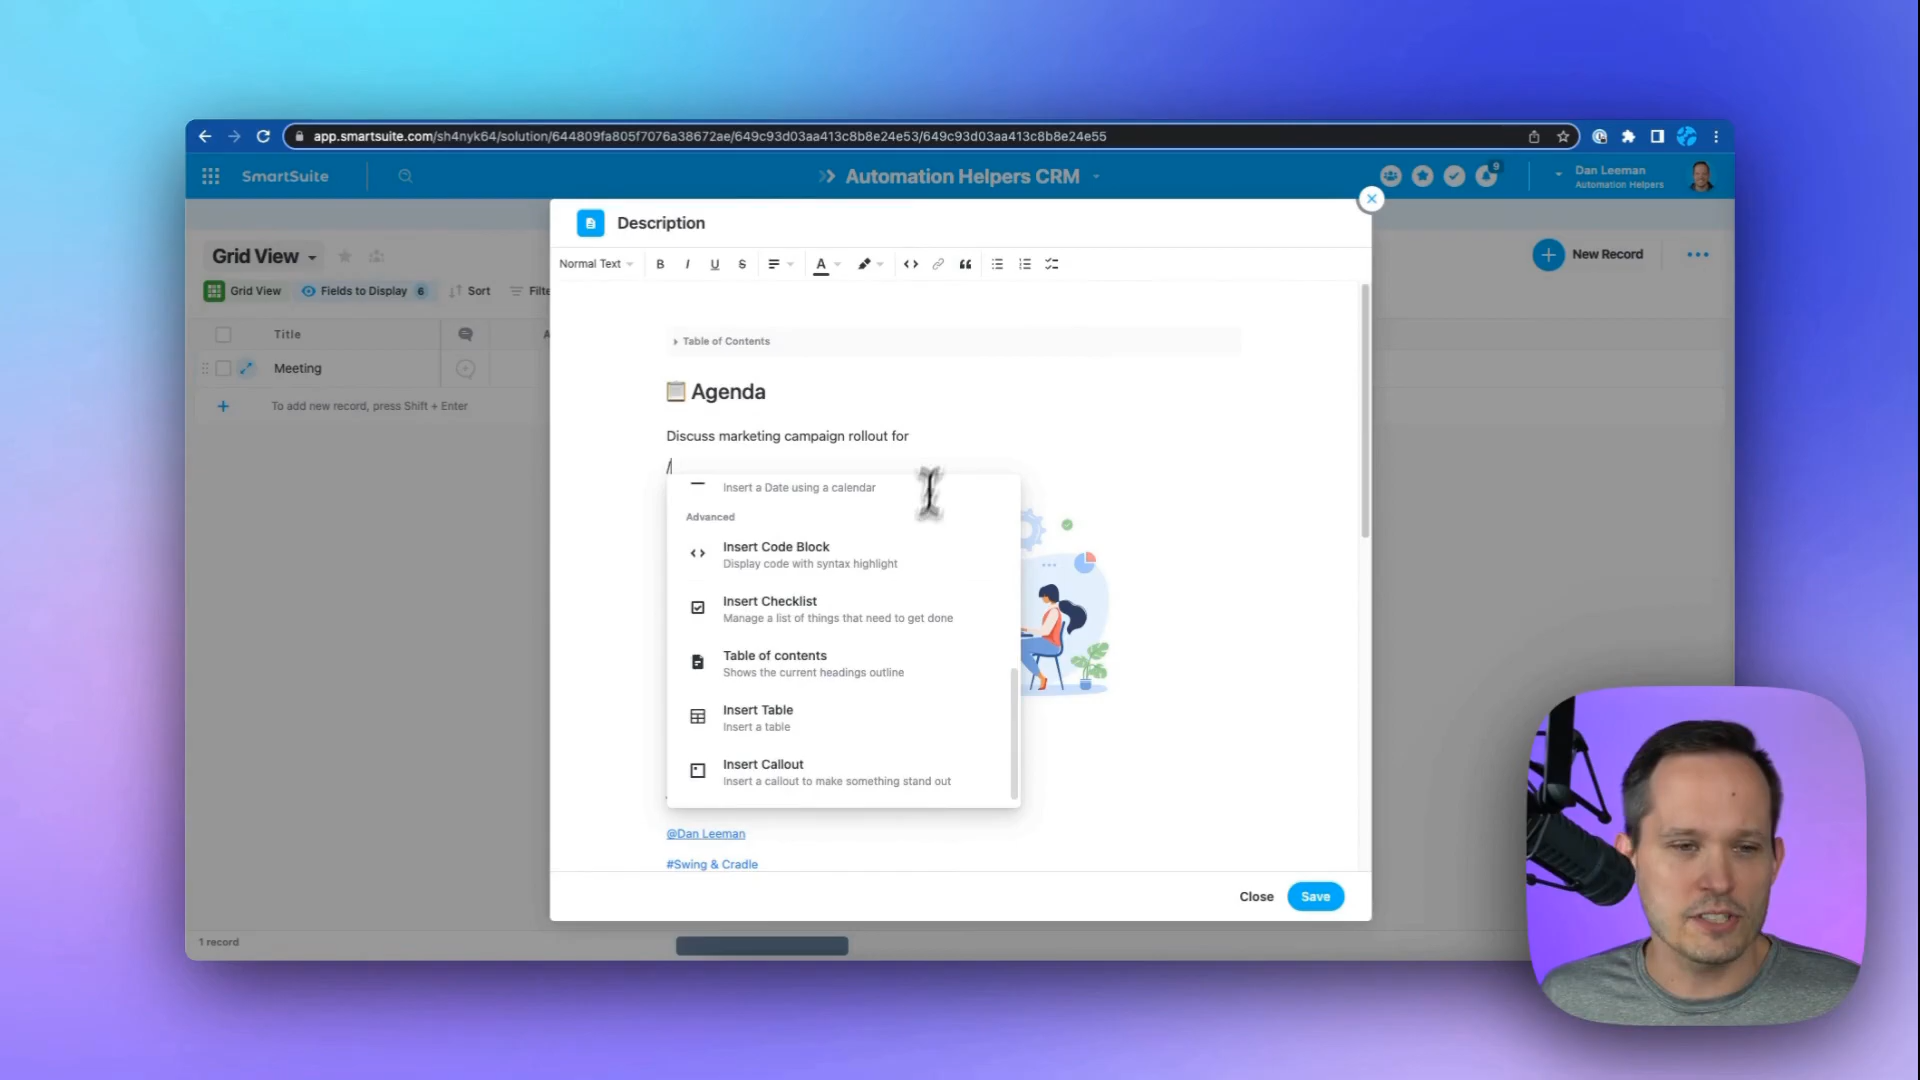 app.smartsuite.com/sh4nyk64/solution/644809fa805f7076a38672ae/649c93d03aa413c8b8e24e53/649c93d03aa413c8b8e24e55
SmartSuite
Automation Helpers CRM
9
Dan Leeman
Automation Helpers
Description
Grid View
New Record
Normal Text
B I U S A
Grid View
Fields to Display 6
Sort
Filte
Title
A
Meeting
To add new record, press Shift + Enter
Table of Contents
📋 Agenda
Discuss marketing campaign rollout for
/
Insert a Date using a calendar
Advanced
Insert Code Block
Display code with syntax highlight
Insert Checklist
Manage a list of things that need to get done
Table of contents
Shows the current headings outline
Insert Table
Insert a table
Insert Callout
Insert a callout to make something stand out
@Dan Leeman
#Swing & Cradle
Close
Save
1 record